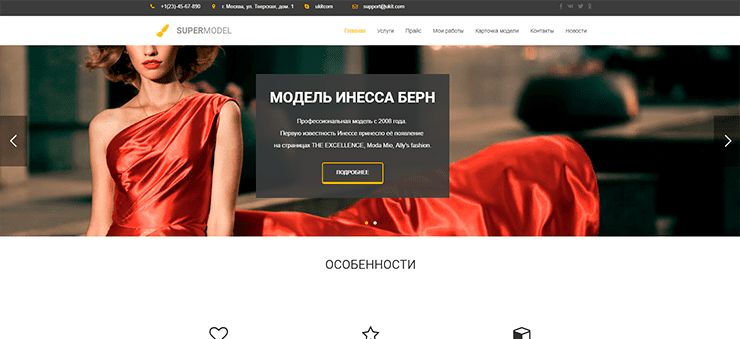 +1(23)-45-67-890 г. Москва, ул. Тверская, дом. 1 ukitcom support@ukit.com
SUPERMODEL Главная Услуги Прайс Мои работы Карточка модели Контакты Новости
МОДЕЛЬ ИНЕССА БЕРН
Профессиональная модель с 2008 года.
Первую известность Инессе принесло её появление
на страницах THE EXCELLENCE, Moda Mio, Ally's fashion.
ПОДРОБНЕЕ
ОСОБЕННОСТИ